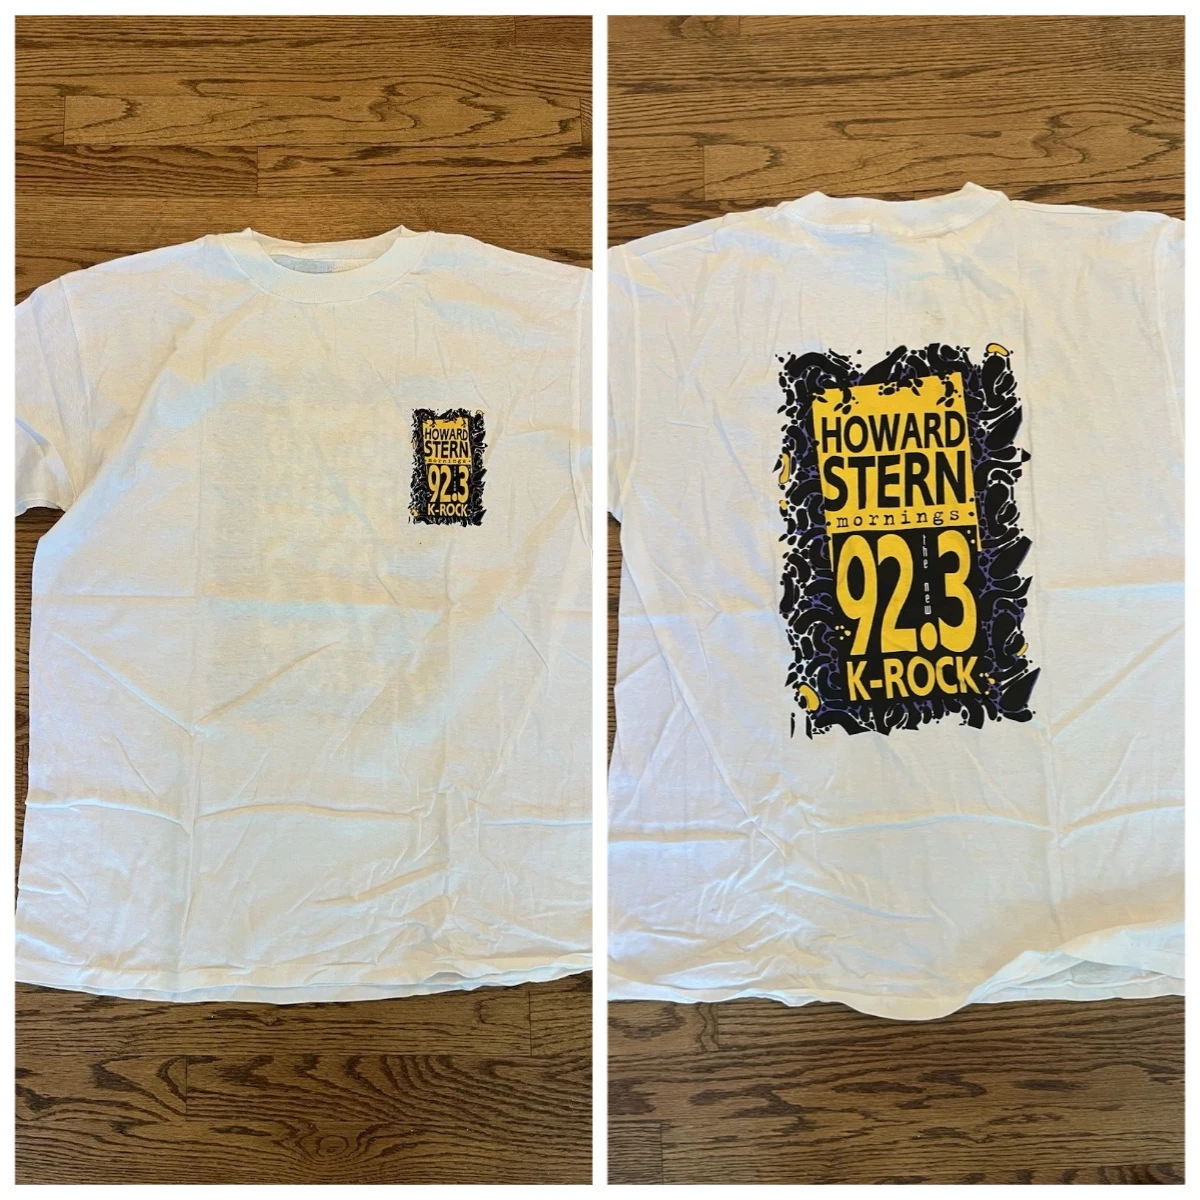 HOWARD
STERN
mornings
92.3
K-ROCK
HOWARD
STERN
mornings
92.3
the new
K-ROCK